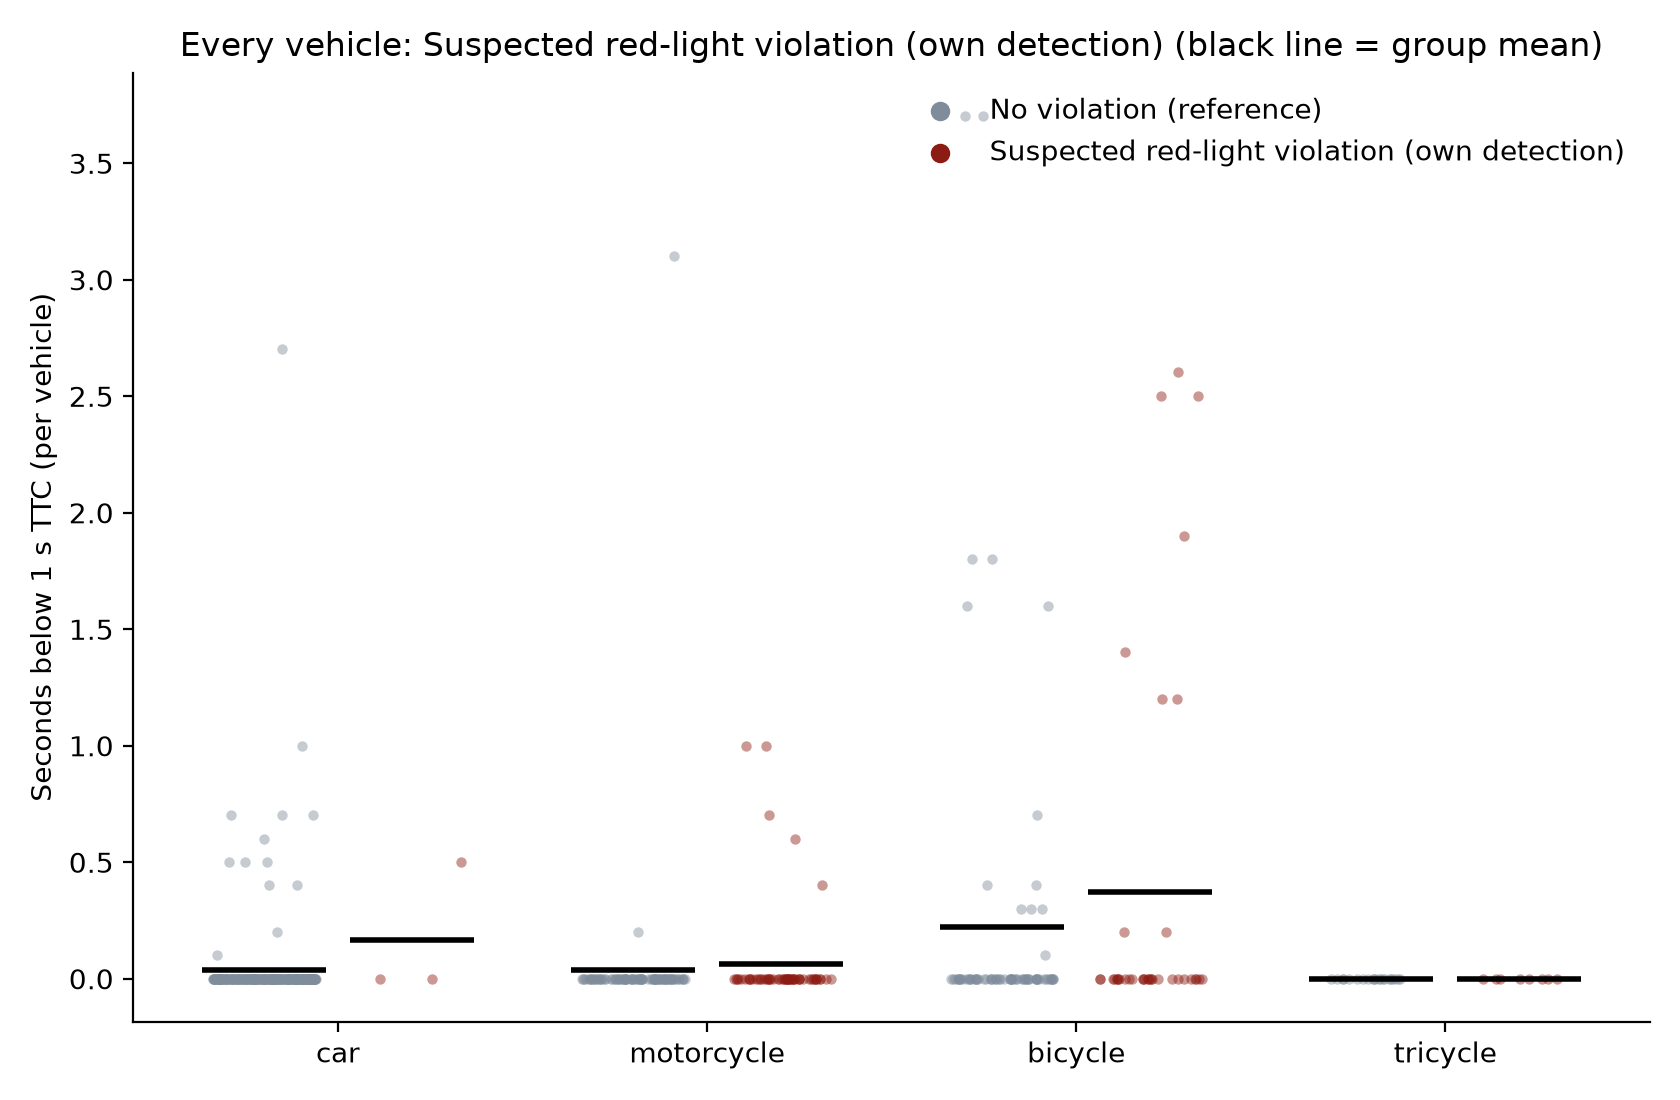 Every vehicle: Suspected red-light violation (own detection) (black line = group mean)
No violation (reference)
Suspected red-light violation (own detection)
Seconds below 1 s TTC (per vehicle)
3.5
3.0
2.5
2.0
1.5
1.0
0.5
0.0
car
motorcycle
bicycle
tricycle